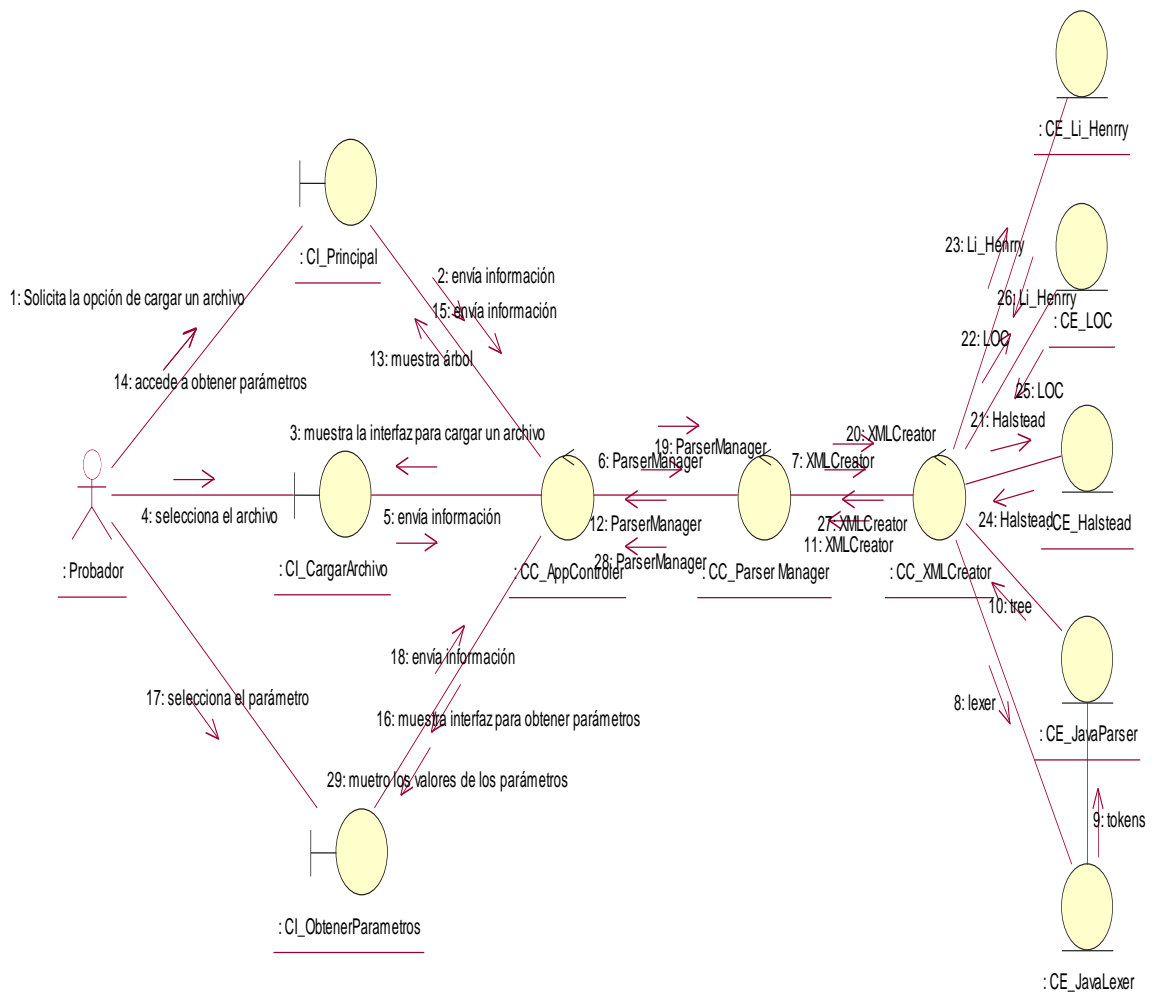 : CE_Li_Henrry
: CI_Principal
23: Li_Henrry
2: envía información
26: Li_Henrry
1: Solicita la opción de cargar un archivo
15: envía información
: CE_LOC
22: LOC
13: muestra árbol
14: accede a obtener parámetros
25: LOC
21: Halstead
3: muestra la interfaz para cargar un archivo
20: XMLCreator
19: ParserManager
6: ParserManager
7: XMLCreator
4: selecciona el archivo
5: envía información
12: ParserManager
27: XMLCreator
24: Halstead
: CE_Halstead
11: XMLCreator
28: ParserManager
: Probador
: CI_CargarArchivo
: CC_AppControler
: CC_Parser Manager
: CC_XMLCreator
10: tree
18: envía información
17: selecciona el parámetro
8: lexer
16: muestra interfaz para obtener parámetros
: CE_JavaParser
29: muetro los valores de los parámetros
9: tokens
: CI_ObtenerParametros
: CE_JavaLexer